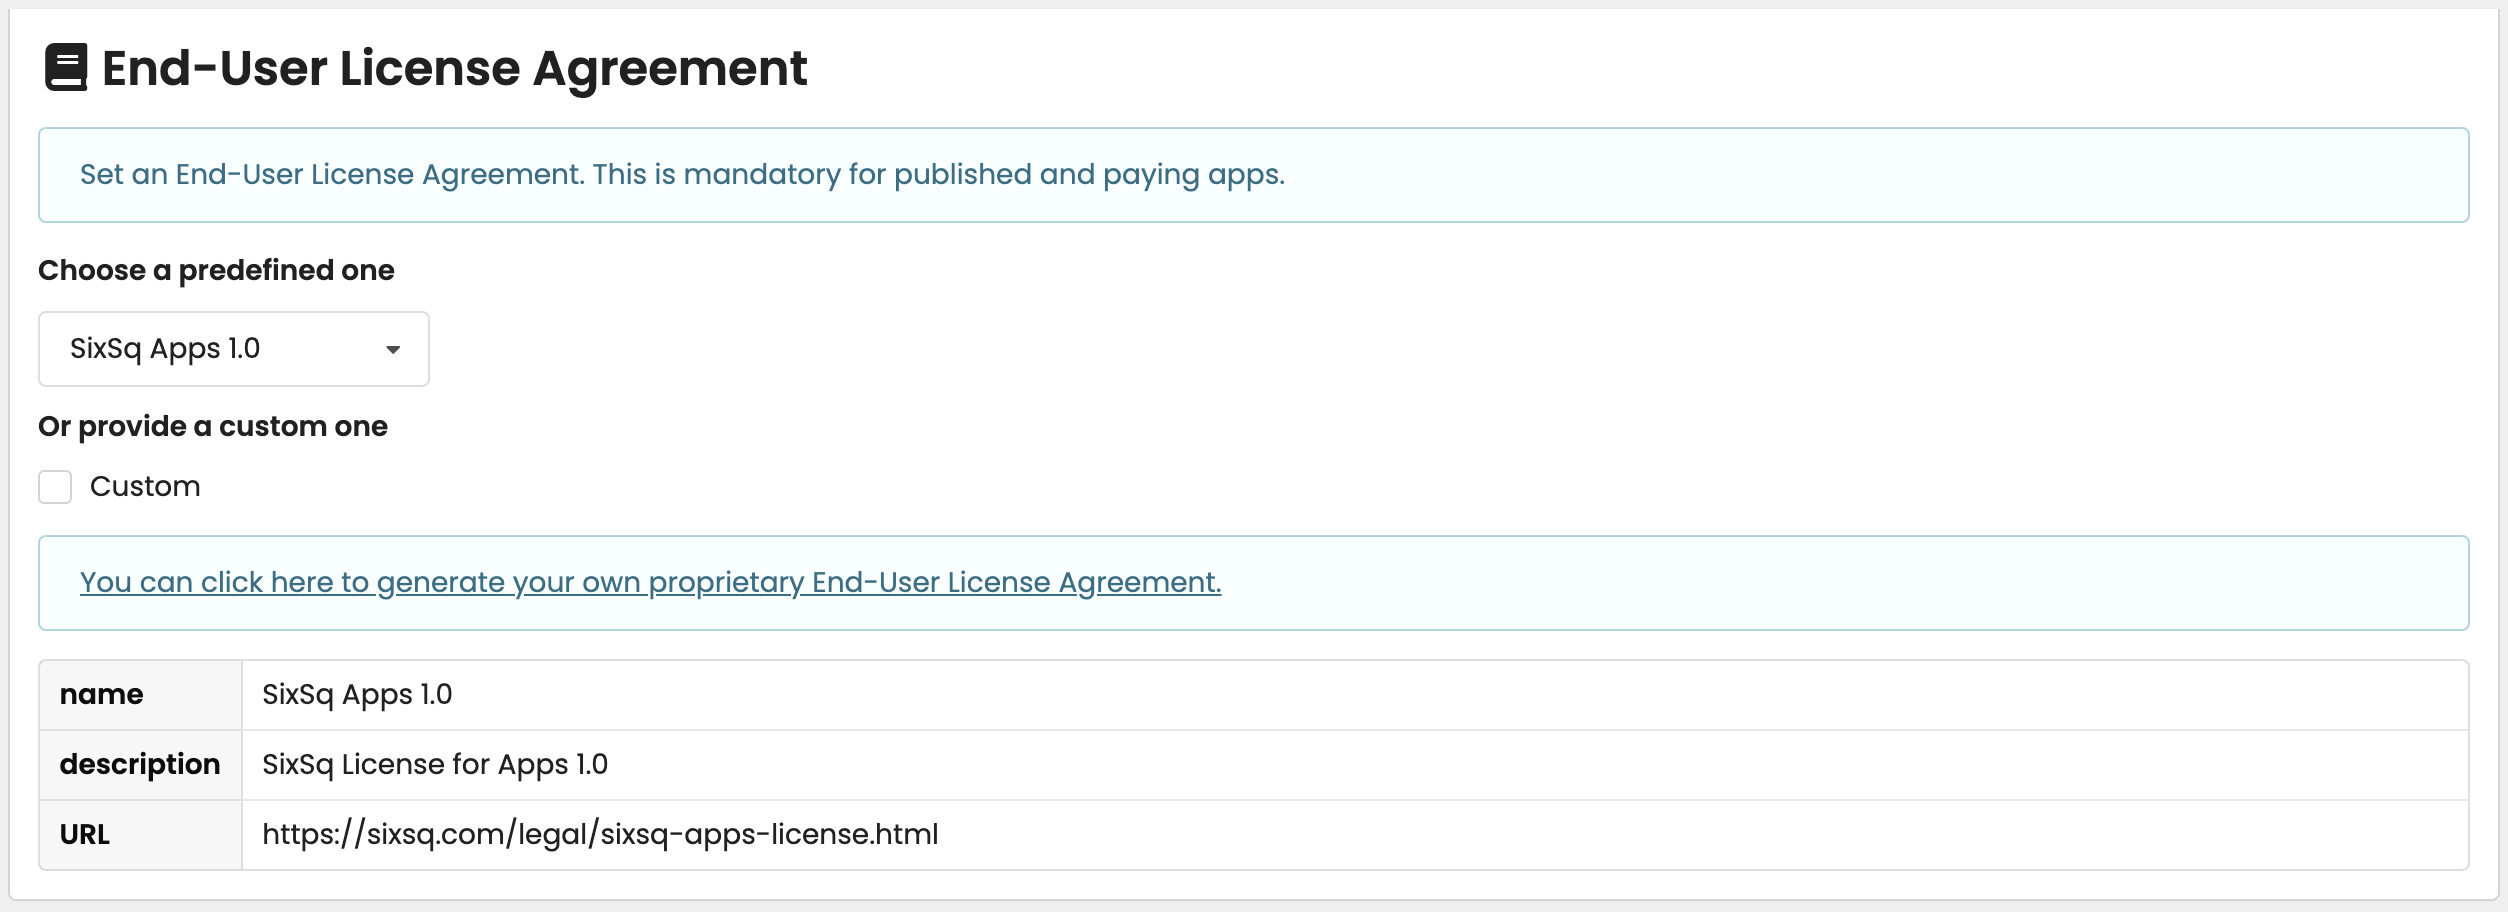 End-User License Agreement
Set an End-User License Agreement. This is mandatory for published and paying apps.
Choose a predefined one
SixSq Apps 1.0
Or provide a custom one
Custom
You can click here to generate your own proprietary End-User License Agreement.
name SixSq Apps 1.0
description SixSq License for Apps 1.0
URL https://sixsq.com/legal/sixsq-apps-license.html